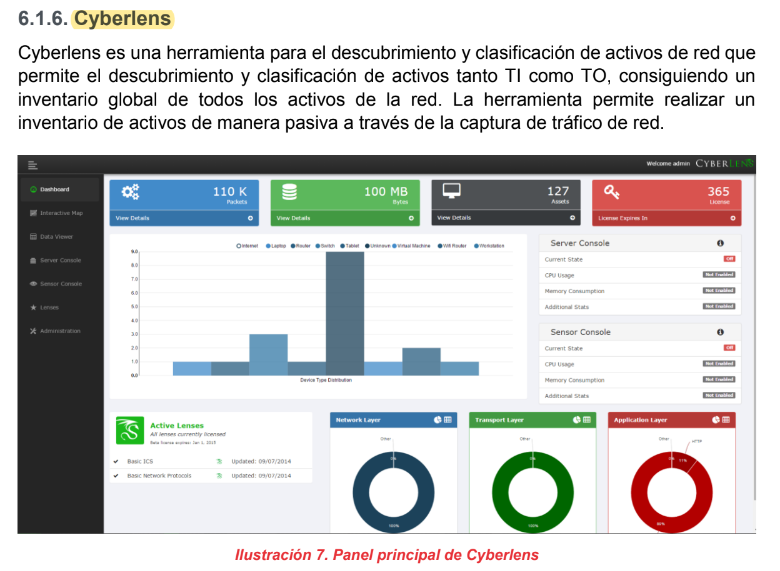 6.1.6. Cyberlens
Cyberlens es una herramienta para el descubrimiento y clasificación de activos de red que
permite el descubrimiento y clasificación de activos tanto TI como TO, consiguiendo un
inventario global de todos los activos de la red. La herramienta permite realizar un
inventario de activos de manera pasiva a través de la captura de tráfico de red.
Welcome admin CYBERLENS
Dashboard
Interactive Map
Data Viewer
Server Console
Sensor Console
Lenses
Administration
110 K
Packets
View Details
100 MB
Bytes
View Details
127
Assets
View Details
365
License
License Expires In
Internet Laptop Router Switch Tablet Unknown Virtual Machine Wifi Router Workstation
9.0
8.0
7.0
6.0
5.0
4.0
3.0
2.0
1.0
0.0
Device Type Distribution
Server Console
Current State Off
CPU Usage Not Enabled
Memory Consumption Not Enabled
Additional Stats Not Enabled
Sensor Console
Current State Off
CPU Usage Not Enabled
Memory Consumption Not Enabled
Additional Stats Not Enabled
Active Lenses
All lenses currently licensed
Beta license expires: Jan 1, 2015
Basic ICS Updated: 09/07/2014
Basic Network Protocols Updated: 09/07/2014
Network Layer
Other
0%
100%
Transport Layer
Other
0%
100%
Application Layer
Other
HTTP
Ilustración 7. Panel principal de Cyberlens